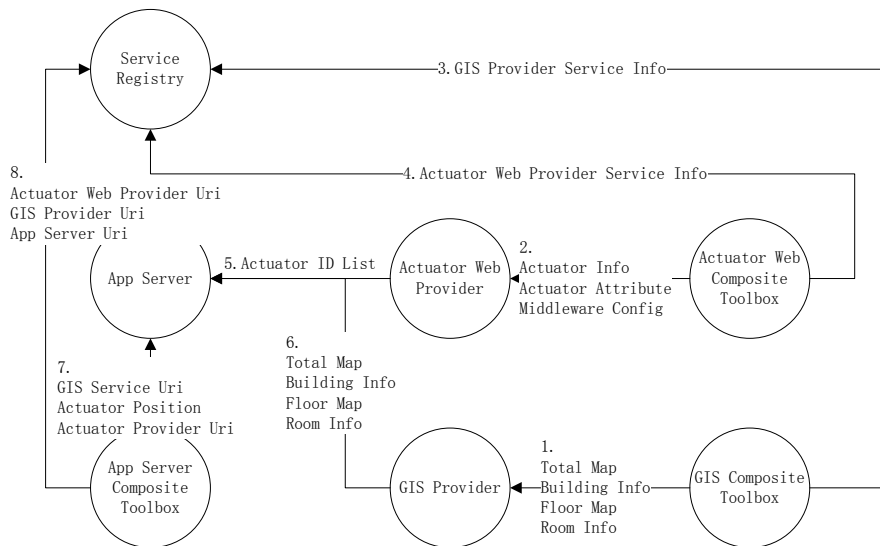 Service
Registry
3. GIS Provider Service Info
8.
Actuator Web Provider Uri
GIS Provider Uri
App Server Uri
4. Actuator Web Provider Service Info
App Server
5. Actuator ID List
Actuator Web
Provider
2.
Actuator Info
Actuator Attribute
Middleware Config
Actuator Web
Composite
Toolbox
7.
GIS Service Uri
Actuator Position
Actuator Provider Uri
6.
Total Map
Building Info
Floor Map
Room Info
App Server
Composite
Toolbox
GIS Provider
1.
Total Map
Building Info
Floor Map
Room Info
GIS Composite
Toolbox